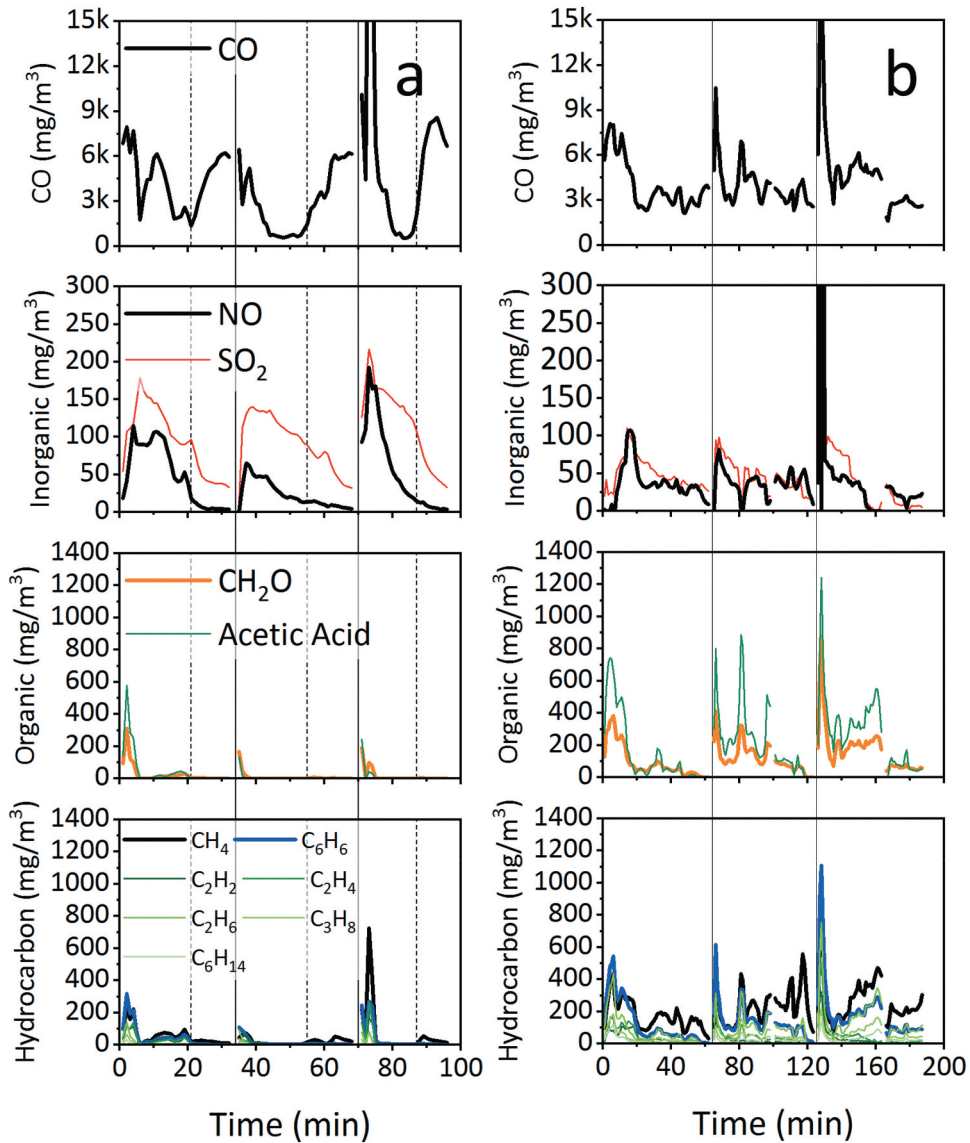 15k
12k
9k
6k
3k
0
CO (mg/m³)
CO
a
15k
12k
9k
6k
3k
0
CO (mg/m³)
b
300
250
200
150
100
50
0
Inorganic (mg/m³)
NO
SO₂
300
250
200
150
100
50
0
Inorganic (mg/m³)
1400
1200
1000
800
600
400
200
0
Organic (mg/m³)
CH₂O
Acetic Acid
1400
1200
1000
800
600
400
200
0
Organic (mg/m³)
1400
1200
1000
800
600
400
200
0
Hydrocarbon (mg/m³)
CH₄ C₆H₆
C₂H₂ C₂H₄
C₂H₆ C₃H₈
C₆H₁₄
0 20 40 60 80 100
Time (min)
1400
1200
1000
800
600
400
200
0
Hydrocarbon (mg/m³)
0 40 80 120 160 200
Time (min)